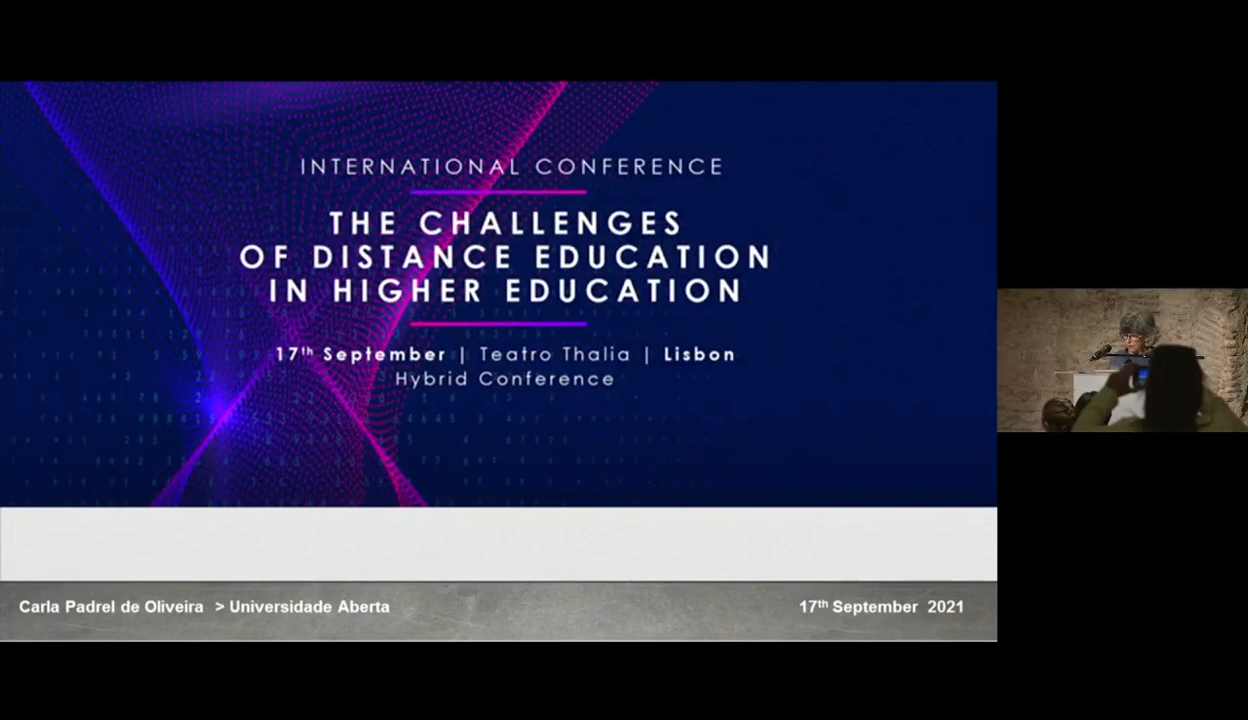 INTERNATIONAL CONFERENCE
THE CHALLENGES
OF DISTANCE EDUCATION
IN HIGHER EDUCATION
17th September | Teatro Thalia | Lisbon
Hybrid Conference
Carla Padrel de Oliveira > Universidade Aberta
17th September 2021